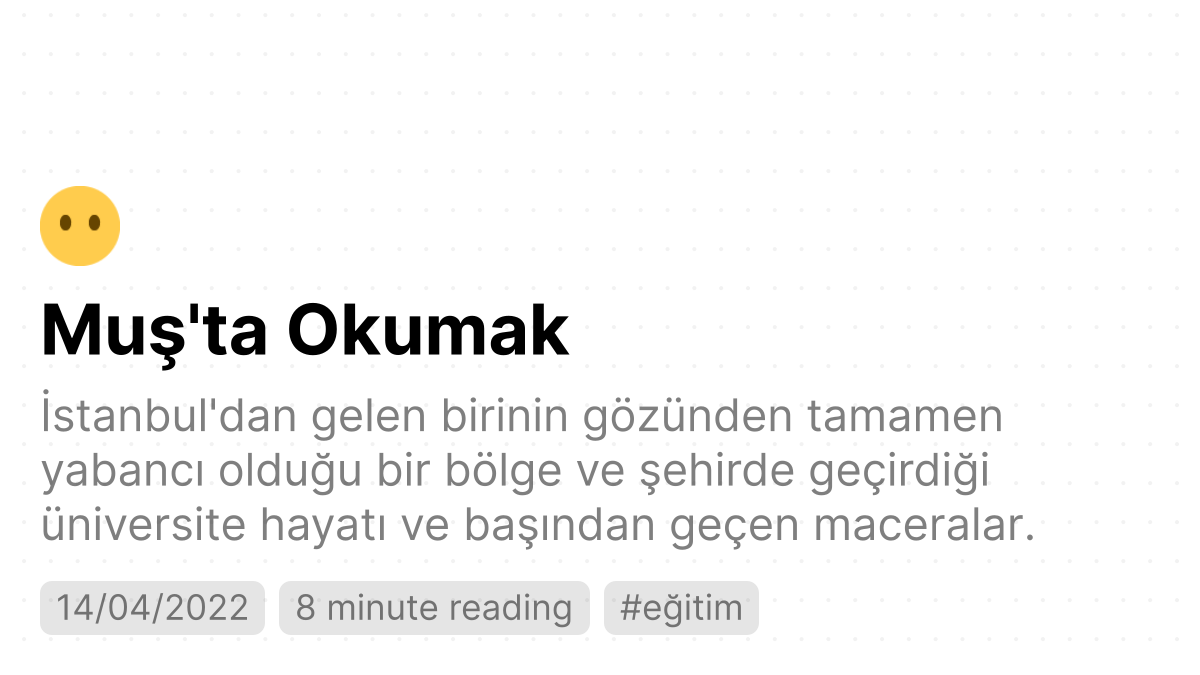 Muş'ta Okumak
İstanbul'dan gelen birinin gözünden tamamen
yabancı olduğu bir bölge ve şehirde geçirdiği
üniversite hayatı ve başından geçen maceralar.
14/04/2022 8 minute reading #eğitim